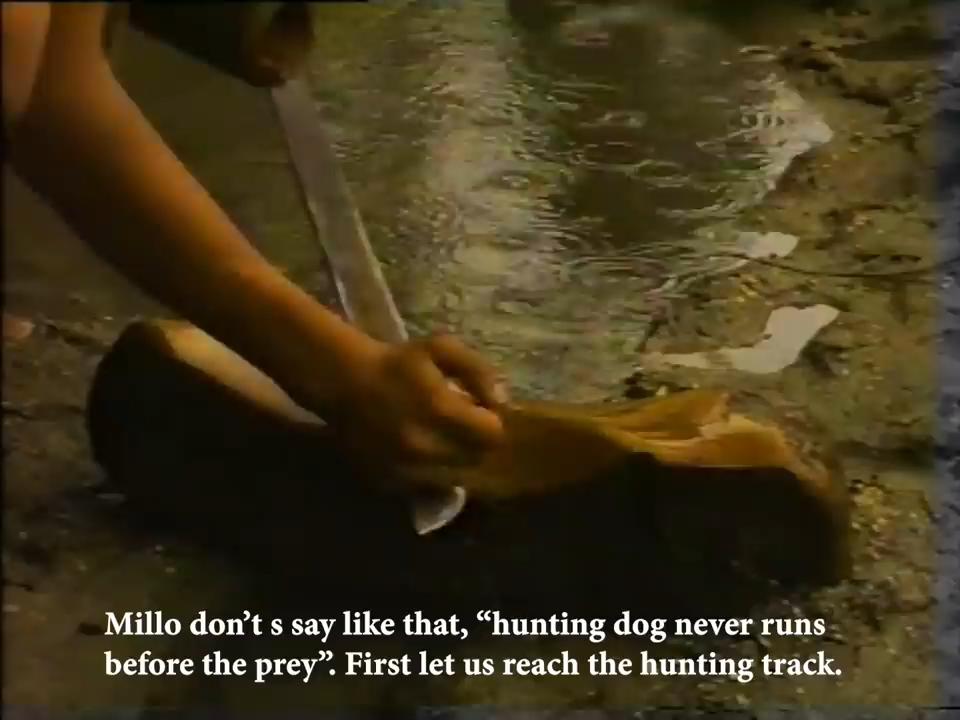 Millo don't s say like that, “hunting dog never runs
before the prey”. First let us reach the hunting track.